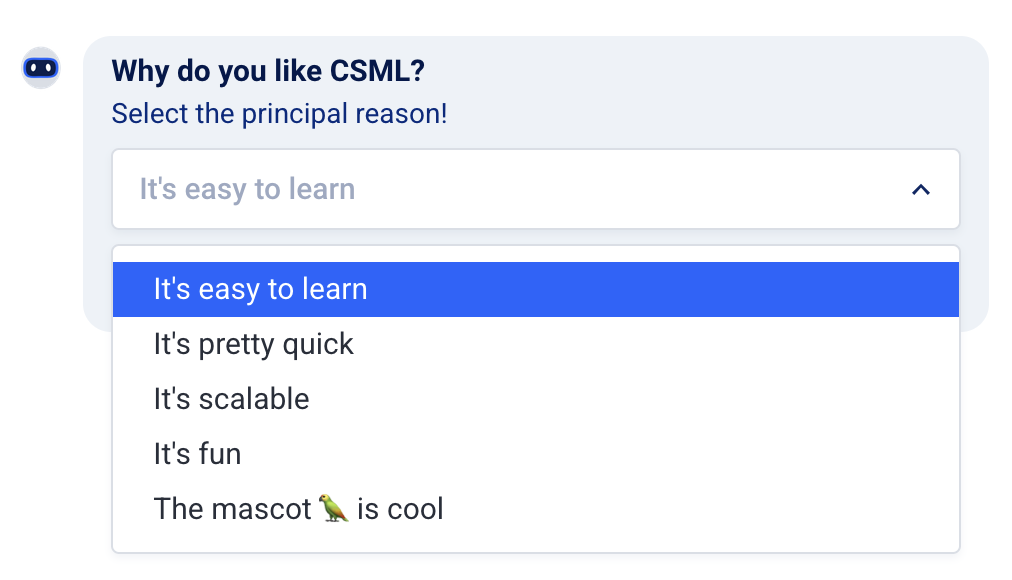 Why do you like CSML?
Select the principal reason!
It's easy to learn
It's easy to learn
It's pretty quick
It's scalable
It's fun
The mascot 🦜 is cool